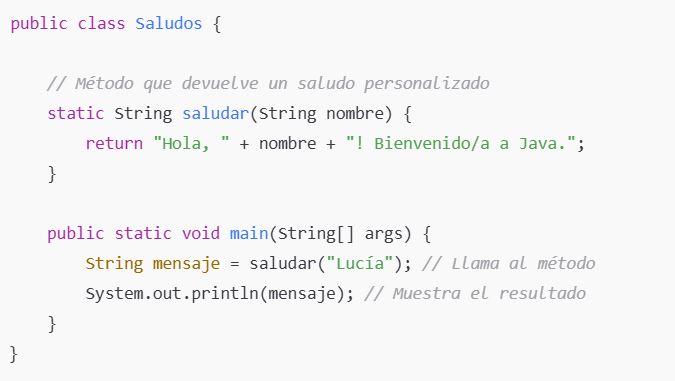 public class Saludos {
// Método que devuelve un saludo personalizado
static String saludar(String nombre) {
return "Hola, " + nombre + "! Bienvenido/a a Java.";
}
public static void main(String[] args) {
String mensaje = saludar("Lucía"); // Llama al método
System.out.println(mensaje); // Muestra el resultado
}
}